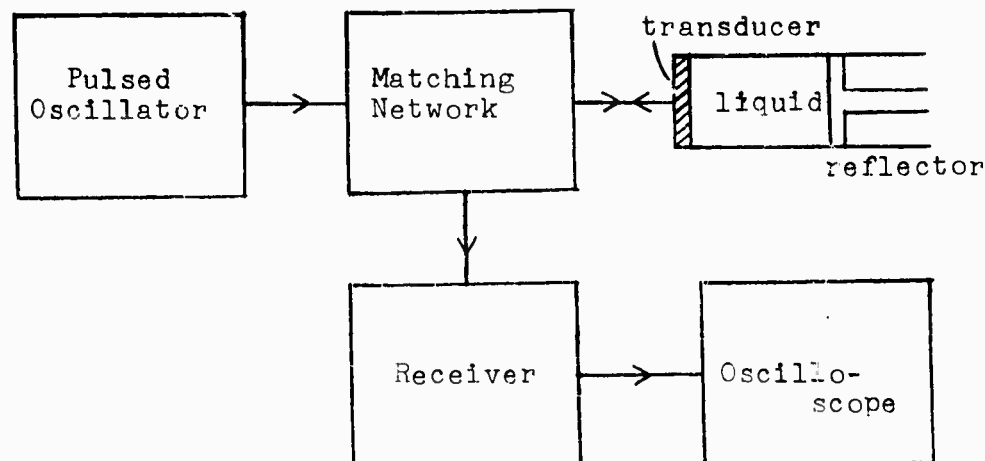 transducer
Pulsed
Oscillator
Matching
Network
liquid
reflector
Receiver
Oscillo-
scope